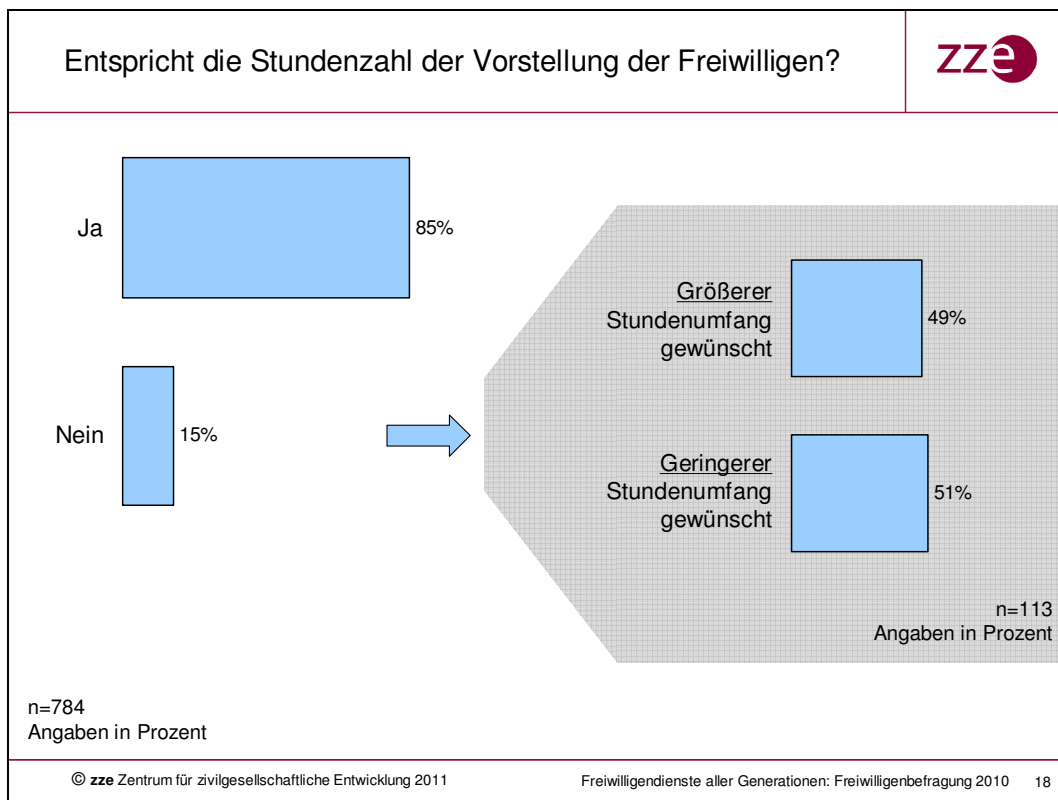 Entspricht die Stundenzahl der Vorstellung der Freiwilligen?
zze
Ja
85%
Nein
15%
Größerer
Stundenumfang
gewünscht
49%
Geringerer
Stundenumfang
gewünscht
51%
n=113
Angaben in Prozent
n=784
Angaben in Prozent
© zze Zentrum für zivilgesellschaftliche Entwicklung 2011
Freiwilligendienste aller Generationen: Freiwilligenbefragung 2010 18